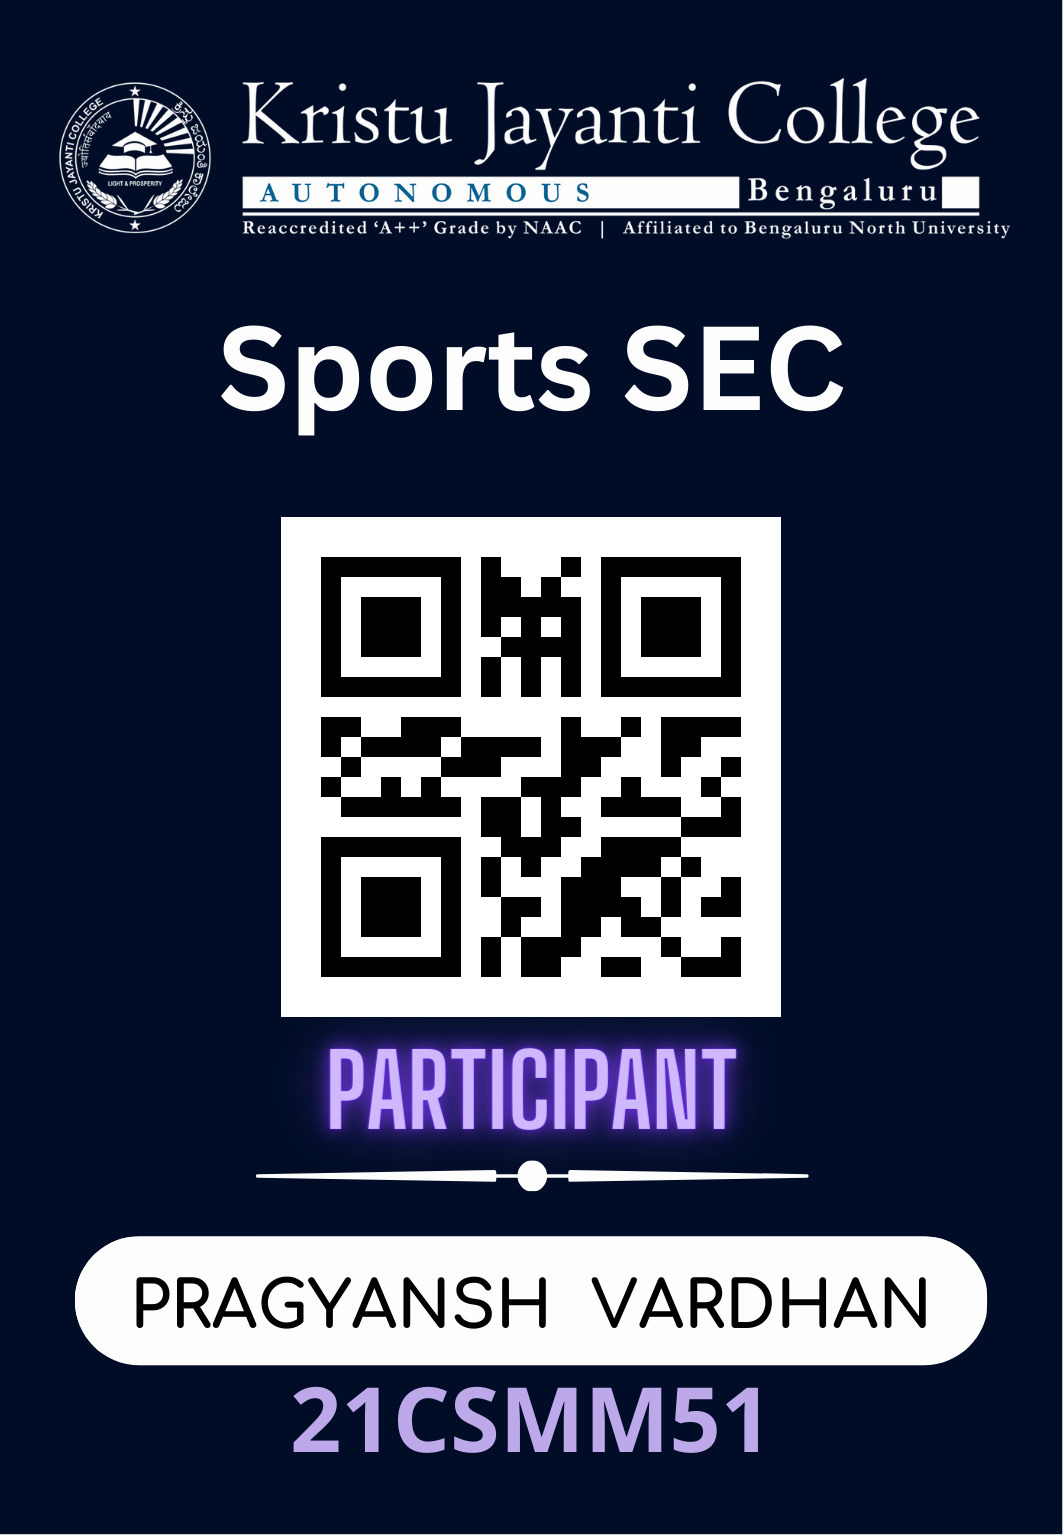 Kristu Jayanti College
AUTONOMOUS Bengaluru
Reaccredited ‘A++’ Grade by NAAC | Affiliated to Bengaluru North University
KRISTU JAYANTI COLLEGE
LIGHT & PROSPERITY
Sports SEC
PARTICIPANT
PRAGYANSH VARDHAN
21CSMM51